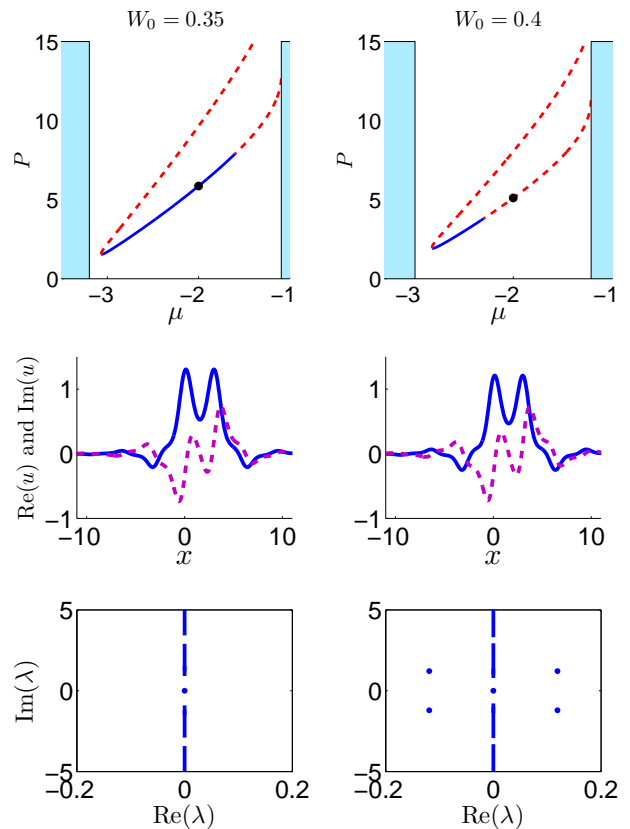 W₀ = 0.35 W₀ = 0.4
15 15
10 10
P P
5 5
0 0
−3 −2 −1 −3 −2 −1
μ μ
1 1
Re(u) and Im(u)
0 0
−1 −1
−10 0 10 −10 0 10
x x
5 5
Im(λ)
0 0
−5 −5
−0.2 0 0.2 −0.2 0 0.2
Re(λ) Re(λ)